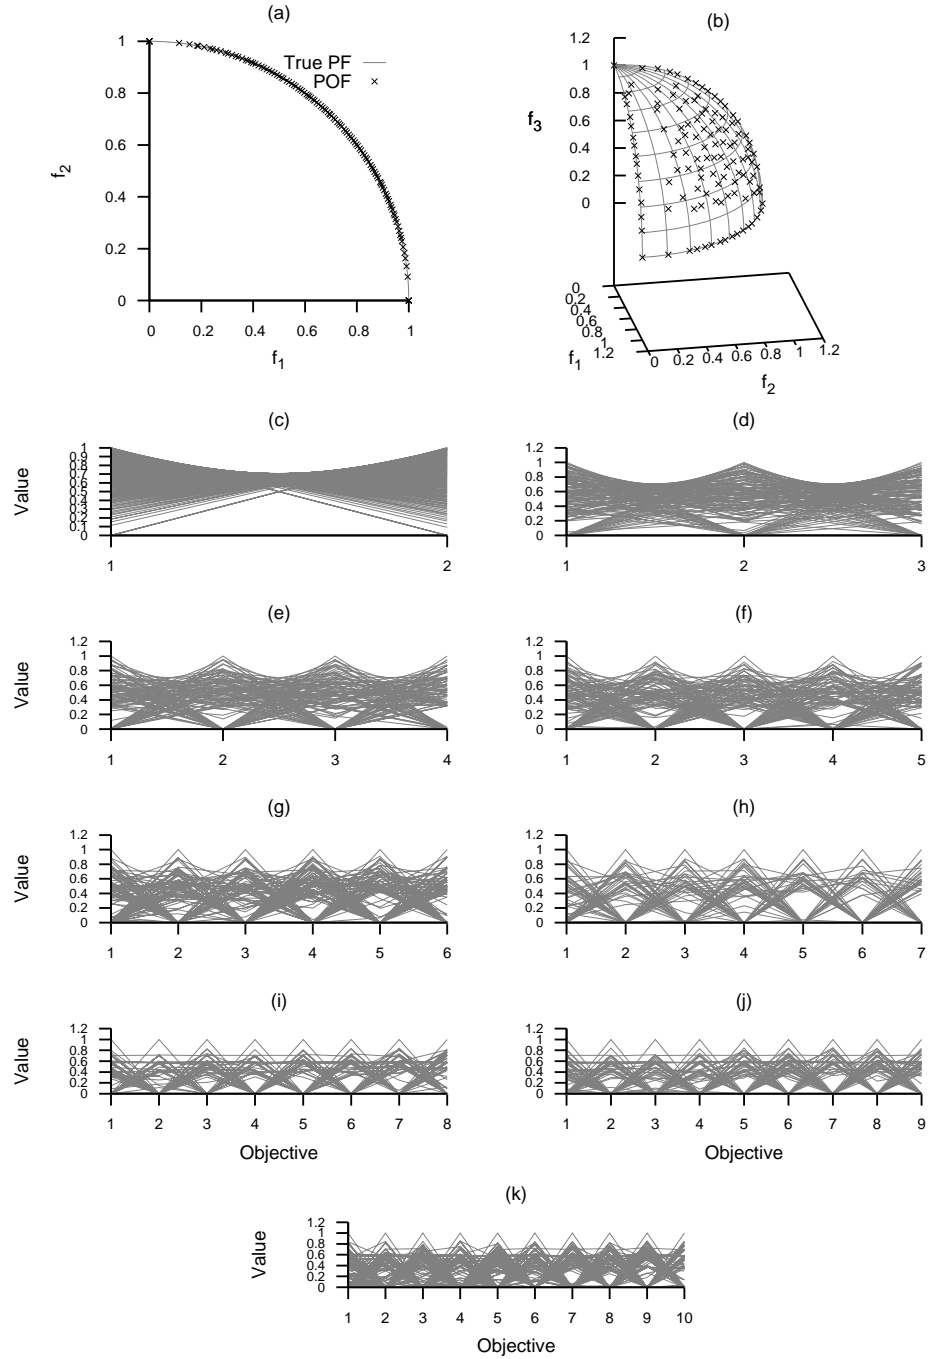 (a)
1
0.8
0.6
0.4
0.2
0
f2
True PF
POF
0 0.2 0.4 0.6 0.8 1
f1
(b)
1.2
1
0.8
0.6
0.4
0.2
0
f3
0
0.2
0.4
0.6
0.8
1
1.2
f1
0 0.2 0.4 0.6 0.8 1 1.2
f2
(c)
Value
1
0.9
0.8
0.7
0.6
0.5
0.4
0.3
0.2
0.1
0
1 2
(d)
1.2
1
0.8
0.6
0.4
0.2
0
1 2 3
(e)
Value
1.2
1
0.8
0.6
0.4
0.2
0
1 2 3 4
(f)
1.2
1
0.8
0.6
0.4
0.2
0
1 2 3 4 5
(g)
Value
1.2
1
0.8
0.6
0.4
0.2
0
1 2 3 4 5 6
(h)
1.2
1
0.8
0.6
0.4
0.2
0
1 2 3 4 5 6 7
(i)
Value
1.2
1
0.8
0.6
0.4
0.2
0
1 2 3 4 5 6 7 8
Objective
(j)
1.2
1
0.8
0.6
0.4
0.2
0
1 2 3 4 5 6 7 8 9
Objective
(k)
Value
1.2
1
0.8
0.6
0.4
0.2
0
1 2 3 4 5 6 7 8 9 10
Objective